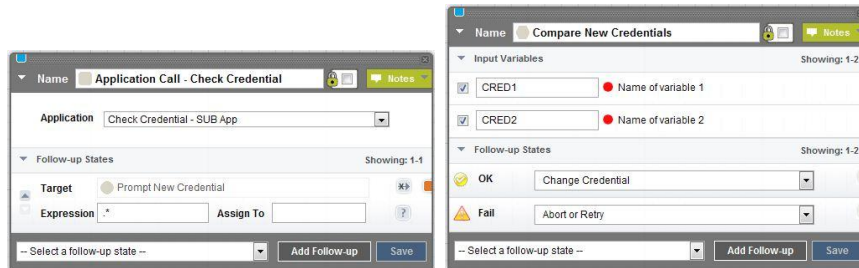 Name Application Call - Check Credential Notes
Application Check Credential - SUB App
Follow-up States Showing: 1-1
Target Prompt New Credential
Expression .* Assign To ?
-- Select a follow-up state -- Add Follow-up Save
Name Compare New Credentials Notes
Input Variables Showing: 1-2
CRED1 Name of variable 1
CRED2 Name of variable 2
Follow-up States Showing: 1-2
OK Change Credential
Fail Abort or Retry
-- Select a follow-up state -- Add Follow-up Save